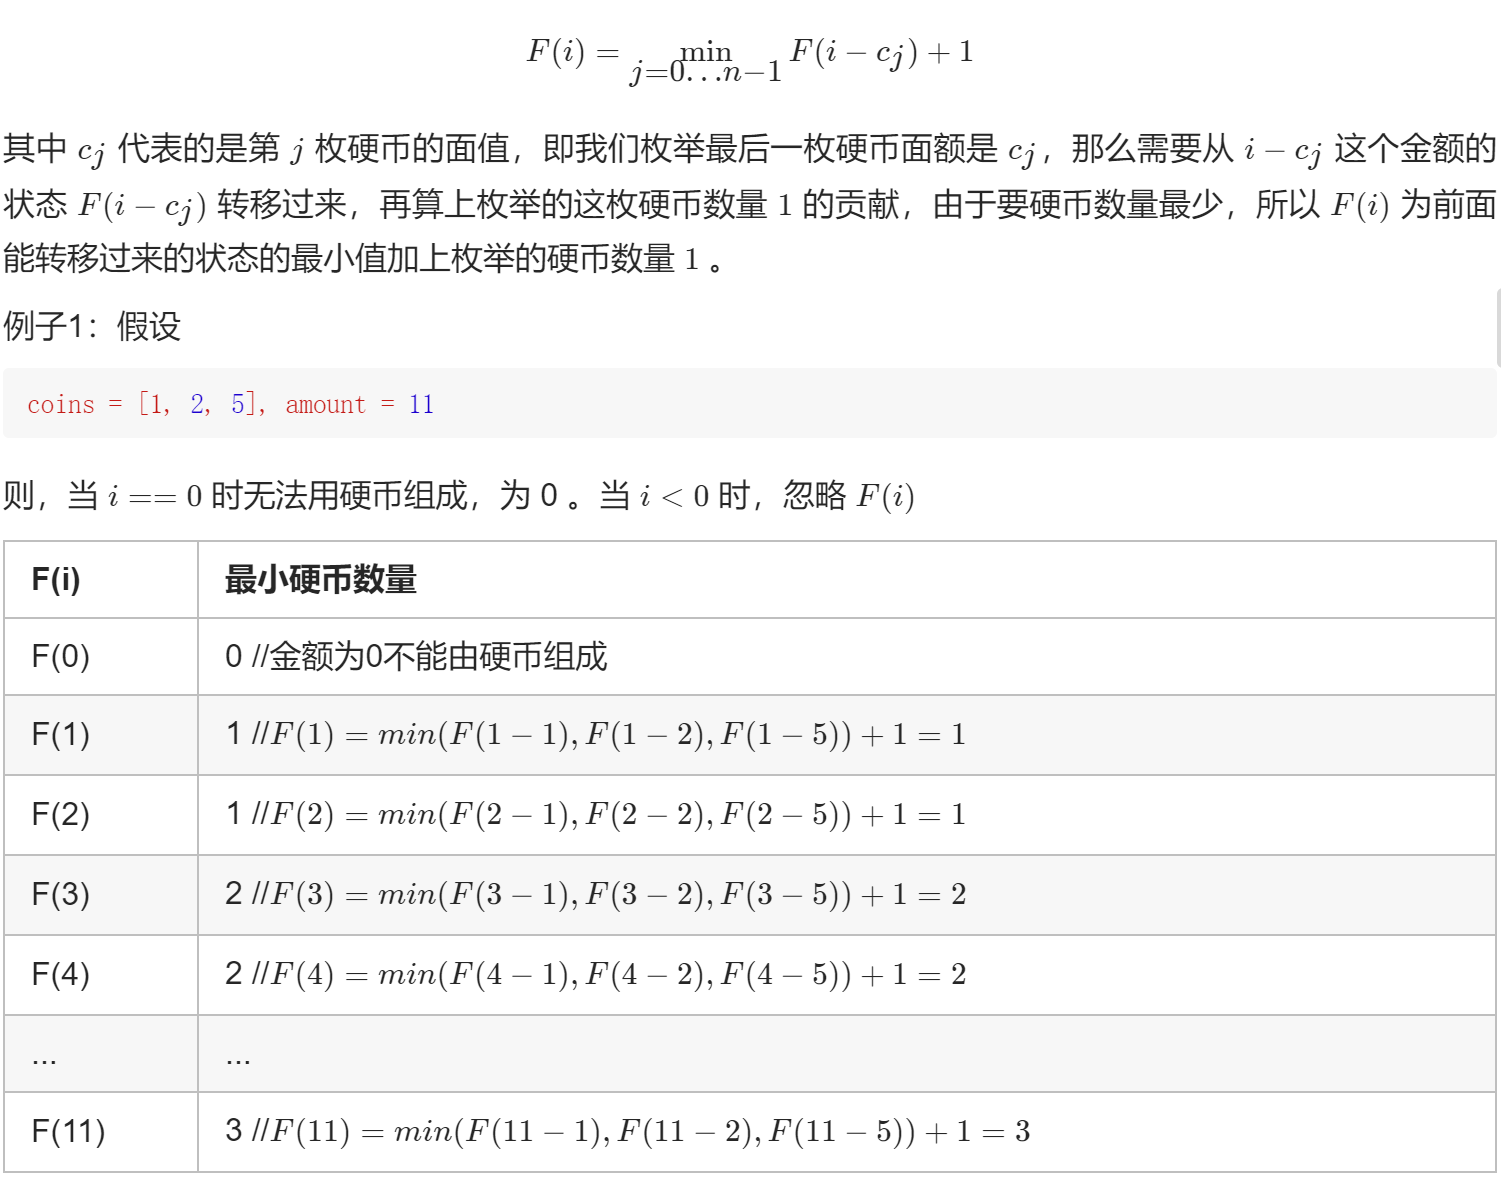 F(i) = min j=0…n−1 F(i − cj) + 1
其中 cj 代表的是第 j 枚硬币的面值，即我们枚举最后一枚硬币面额是 cj，那么需要从 i − cj 这个金额的
状态 F(i − cj) 转移过来，再算上枚举的这枚硬币数量 1 的贡献，由于要硬币数量最少，所以 F(i) 为前面
能转移过来的状态的最小值加上枚举的硬币数量 1 。
例子1：假设
coins = [1, 2, 5], amount = 11
则，当 i == 0 时无法用硬币组成，为 0 。当 i < 0 时，忽略 F(i)
F(i) 最小硬币数量
F(0) 0 //金额为0不能由硬币组成
F(1) 1 //F(1) = min(F(1 − 1), F(1 − 2), F(1 − 5)) + 1 = 1
F(2) 1 //F(2) = min(F(2 − 1), F(2 − 2), F(2 − 5)) + 1 = 1
F(3) 2 //F(3) = min(F(3 − 1), F(3 − 2), F(3 − 5)) + 1 = 2
F(4) 2 //F(4) = min(F(4 − 1), F(4 − 2), F(4 − 5)) + 1 = 2
... ...
F(11) 3 //F(11) = min(F(11 − 1), F(11 − 2), F(11 − 5)) + 1 = 3